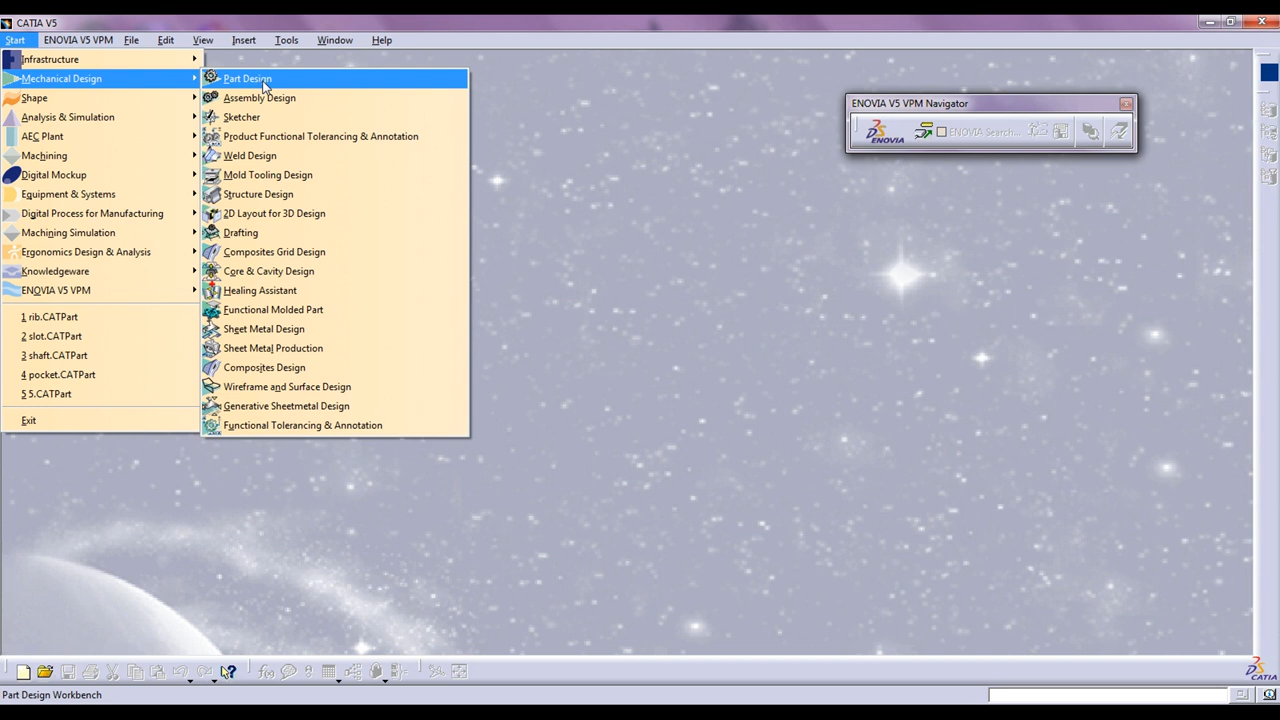 CATIA V5
Start ENOVIA V5 VPM File Edit View Insert Tools Window Help
Infrastructure
Mechanical Design
Shape
Analysis & Simulation
AEC Plant
Machining
Digital Mockup
Equipment & Systems
Digital Process for Manufacturing
Machining Simulation
Ergonomics Design & Analysis
Knowledgeware
ENOVIA V5 VPM
1 rib.CATPart
2 slot.CATPart
3 shaft.CATPart
4 pocket.CATPart
5 5.CATPart
Exit
Part Design
Assembly Design
Sketcher
Product Functional Tolerancing & Annotation
Weld Design
Mold Tooling Design
Structure Design
2D Layout for 3D Design
Drafting
Composites Grid Design
Core & Cavity Design
Healing Assistant
Functional Molded Part
Sheet Metal Design
Sheet Metal Production
Composites Design
Wireframe and Surface Design
Generative Sheetmetal Design
Functional Tolerancing & Annotation
ENOVIA V5 VPM Navigator
ENOVIA
ENOVIA Search...
CATIA
Part Design Workbench